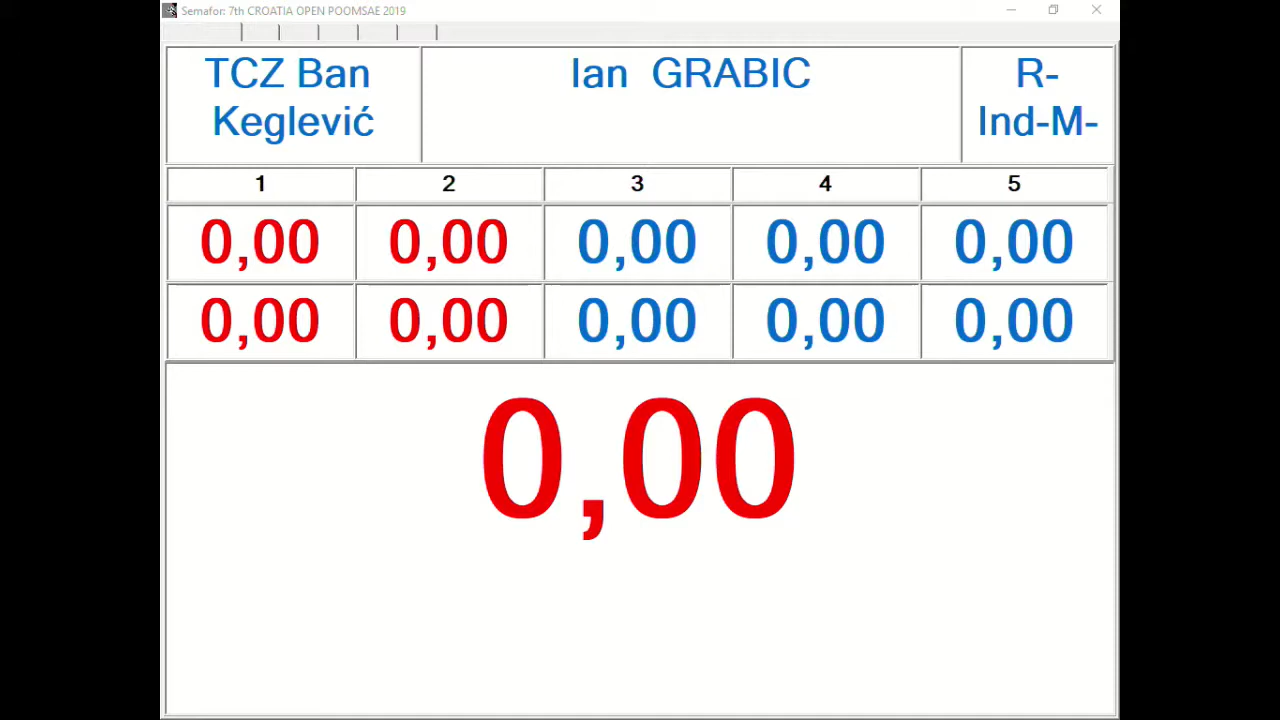 Semafor: 7th CROATIA OPEN POOMSAE 2019
TCZ Ban
Keglević
Ian GRABIC
R-
Ind-M-
1 2 3 4 5
0,00 0,00 0,00 0,00 0,00
0,00 0,00 0,00 0,00 0,00
0,00